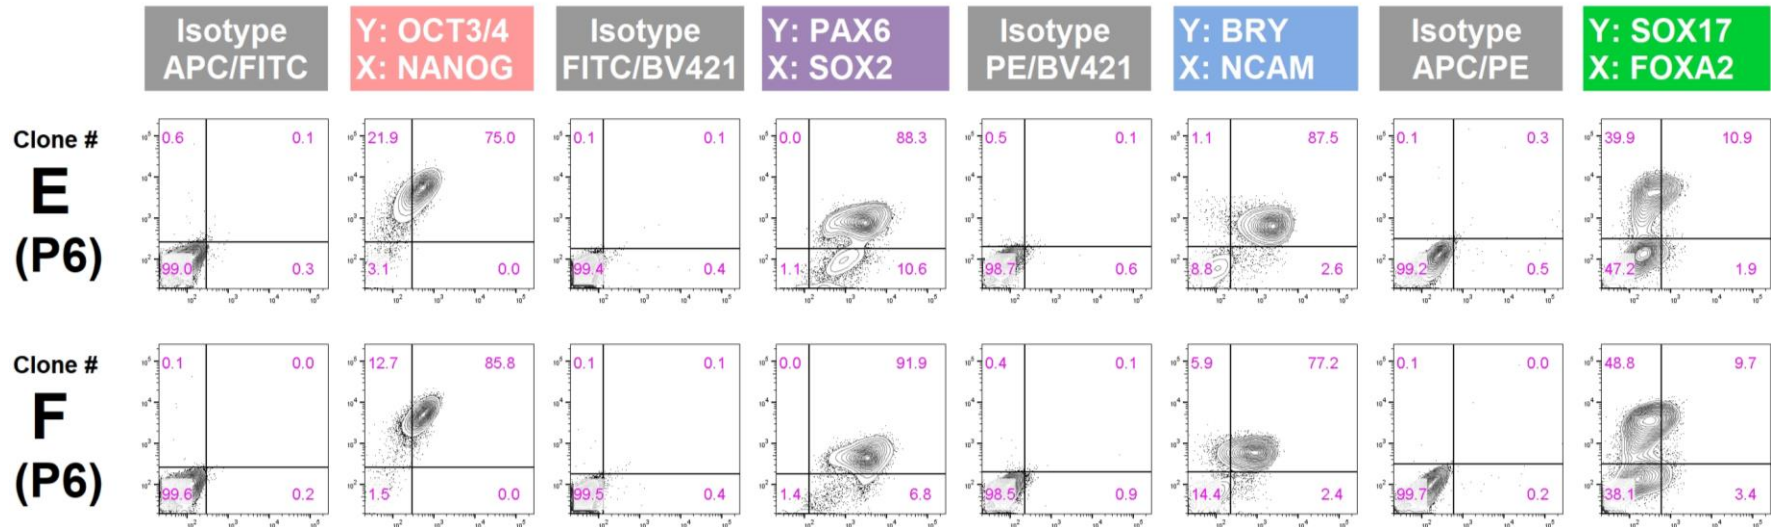 Isotype
APC/FITC
Y: OCT3/4
X: NANOG
Isotype
FITC/BV421
Y: PAX6
X: SOX2
Isotype
PE/BV421
Y: BRY
X: NCAM
Isotype
APC/PE
Y: SOX17
X: FOXA2
Clone #
E
(P6)
0.6 0.1
99.0 0.3
21.9 75.0
3.1 0.0
0.1 0.1
99.4 0.4
0.0 88.3
1.1 10.6
0.5 0.1
98.7 0.6
1.1 87.5
8.8 2.6
0.1 0.3
99.2 0.5
39.9 10.9
47.2 1.9
Clone #
F
(P6)
0.1 0.0
99.6 0.2
12.7 85.8
1.5 0.0
0.1 0.1
99.5 0.4
0.0 91.9
1.4 6.8
0.4 0.1
98.5 0.9
5.9 77.2
14.4 2.4
0.1 0.0
99.7 0.2
48.8 9.7
38.1 3.4